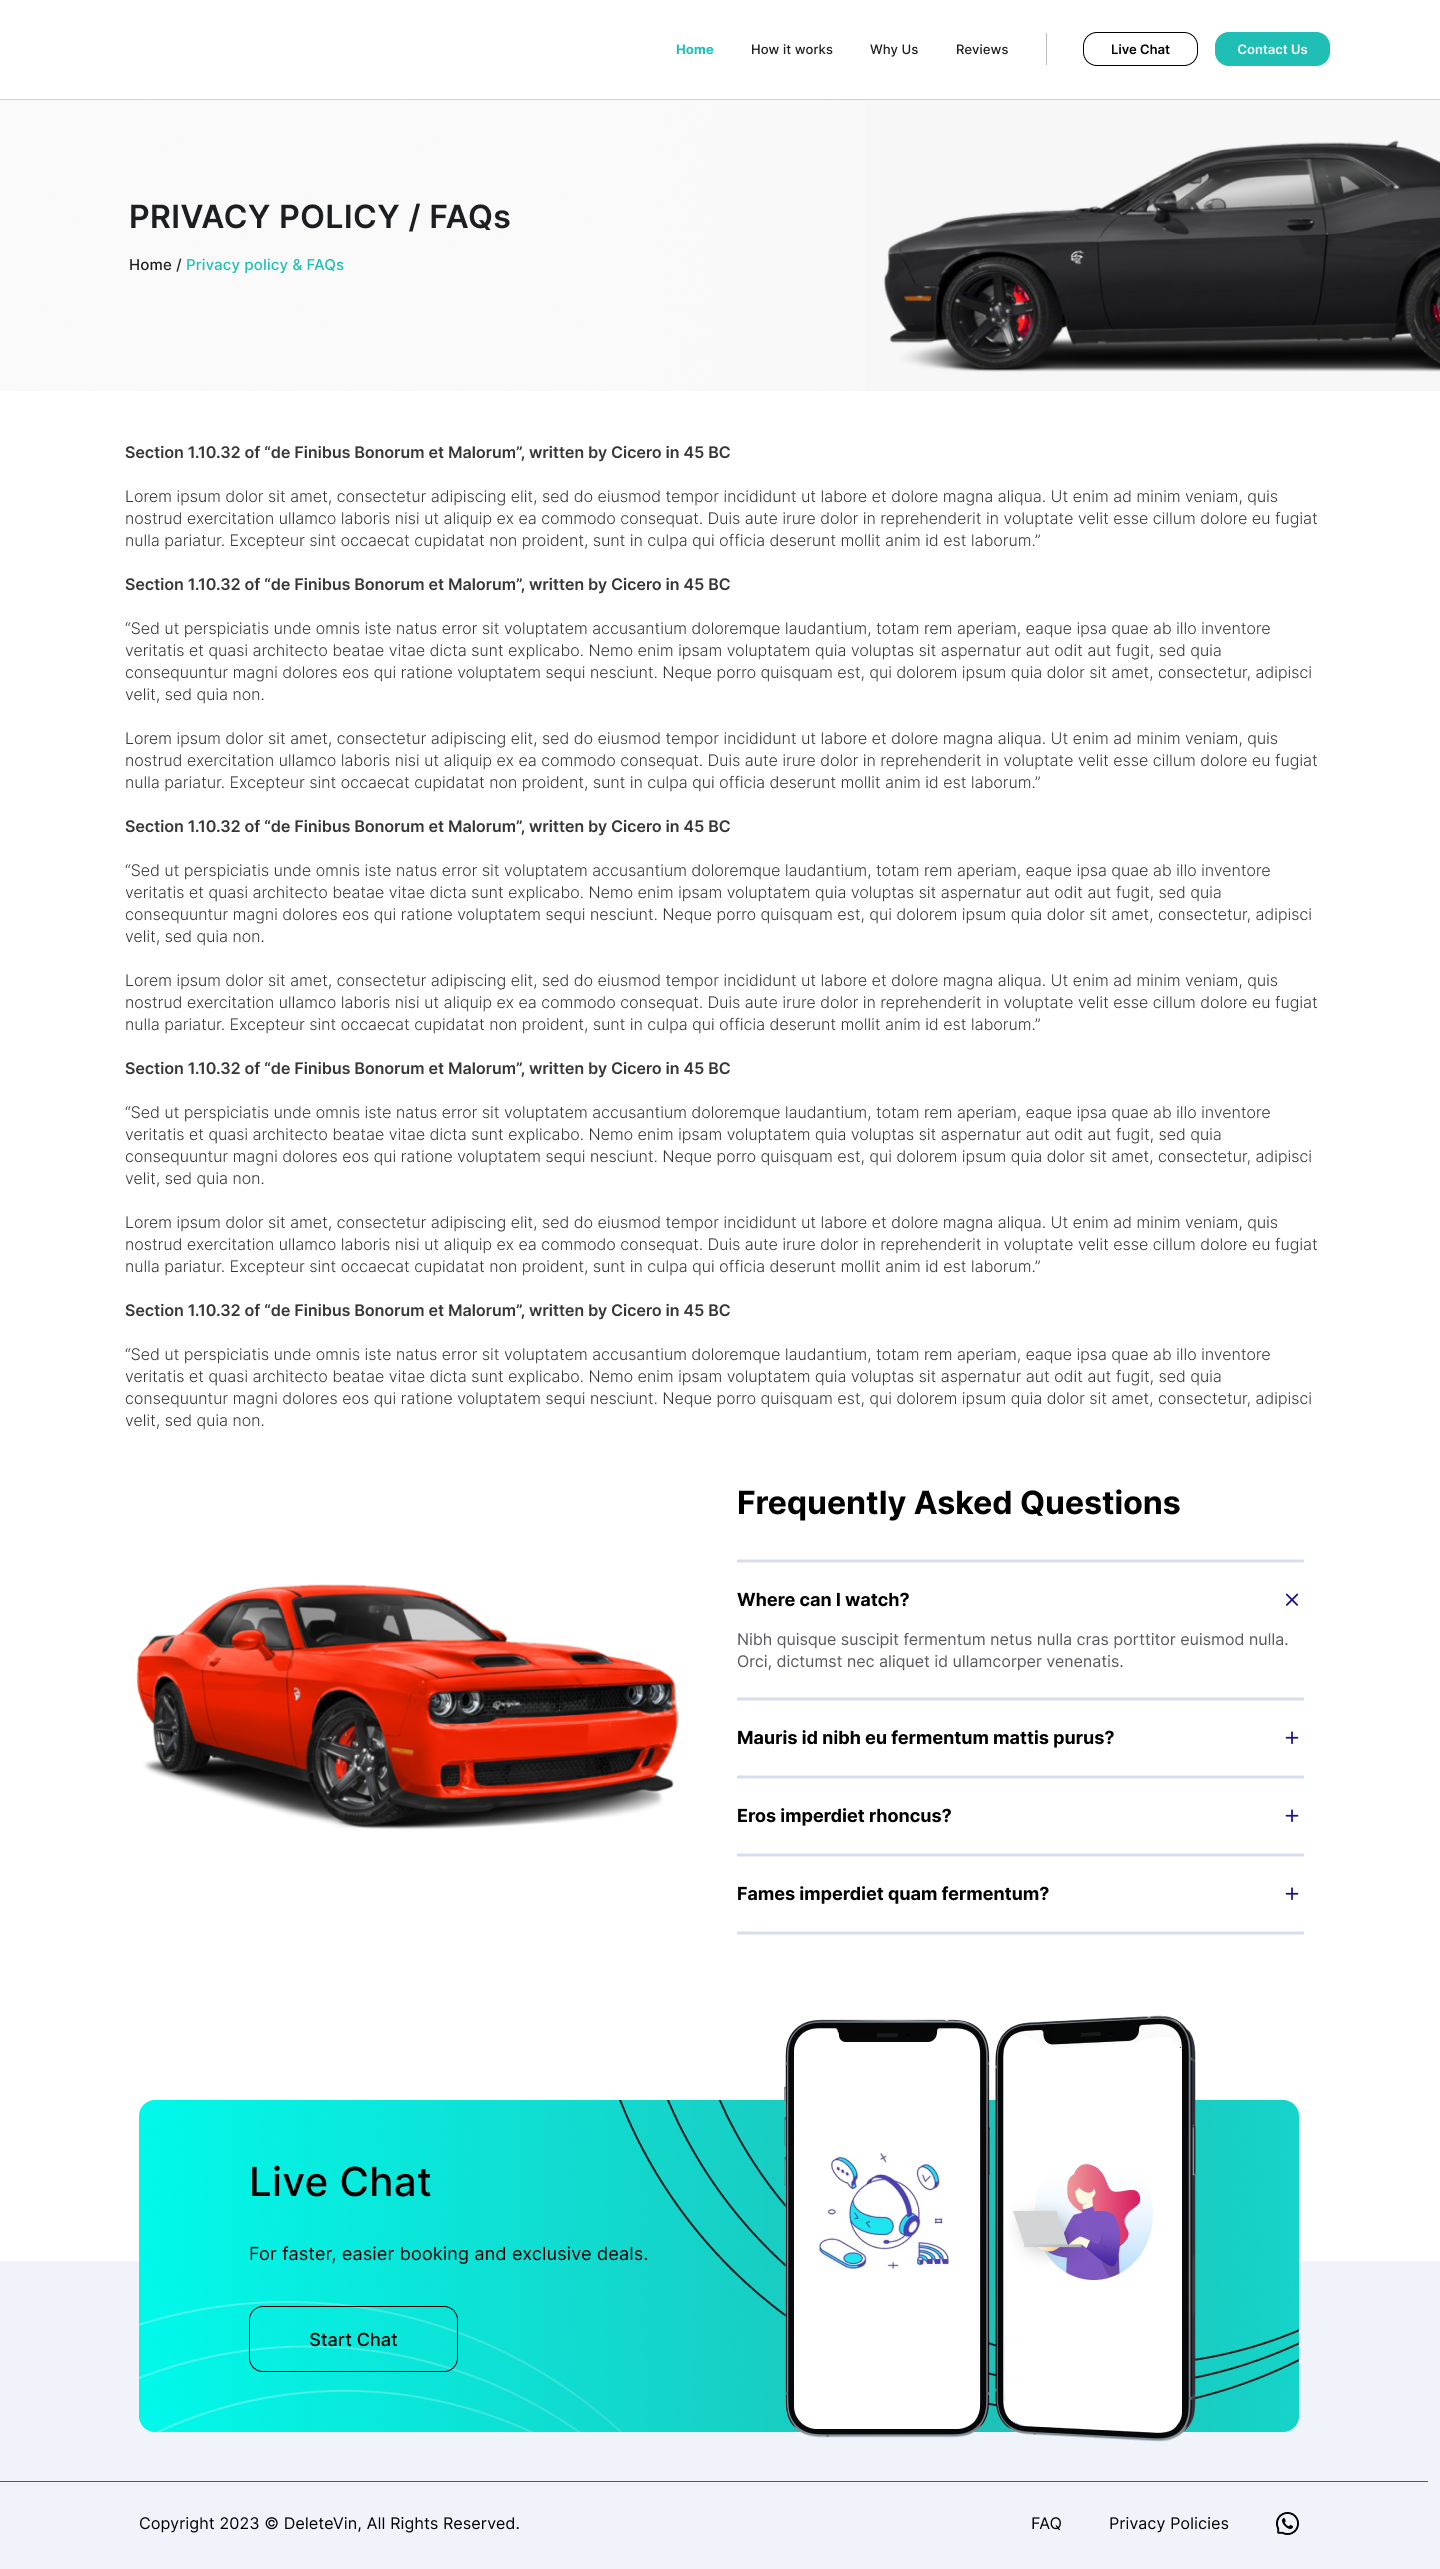 Home How it works Why Us Reviews Live Chat Contact Us
PRIVACY POLICY / FAQs
Home / Privacy policy & FAQs
Section 1.10.32 of “de Finibus Bonorum et Malorum”, written by Cicero in 45 BC
Lorem ipsum dolor sit amet, consectetur adipiscing elit, sed do eiusmod tempor incididunt ut labore et dolore magna aliqua. Ut enim ad minim veniam, quis
nostrud exercitation ullamco laboris nisi ut aliquip ex ea commodo consequat. Duis aute irure dolor in reprehenderit in voluptate velit esse cillum dolore eu fugiat
nulla pariatur. Excepteur sint occaecat cupidatat non proident, sunt in culpa qui officia deserunt mollit anim id est laborum.”
Section 1.10.32 of “de Finibus Bonorum et Malorum”, written by Cicero in 45 BC
“Sed ut perspiciatis unde omnis iste natus error sit voluptatem accusantium doloremque laudantium, totam rem aperiam, eaque ipsa quae ab illo inventore
veritatis et quasi architecto beatae vitae dicta sunt explicabo. Nemo enim ipsam voluptatem quia voluptas sit aspernatur aut odit aut fugit, sed quia
consequuntur magni dolores eos qui ratione voluptatem sequi nesciunt. Neque porro quisquam est, qui dolorem ipsum quia dolor sit amet, consectetur, adipisci
velit, sed quia non.
Lorem ipsum dolor sit amet, consectetur adipiscing elit, sed do eiusmod tempor incididunt ut labore et dolore magna aliqua. Ut enim ad minim veniam, quis
nostrud exercitation ullamco laboris nisi ut aliquip ex ea commodo consequat. Duis aute irure dolor in reprehenderit in voluptate velit esse cillum dolore eu fugiat
nulla pariatur. Excepteur sint occaecat cupidatat non proident, sunt in culpa qui officia deserunt mollit anim id est laborum.”
Section 1.10.32 of “de Finibus Bonorum et Malorum”, written by Cicero in 45 BC
“Sed ut perspiciatis unde omnis iste natus error sit voluptatem accusantium doloremque laudantium, totam rem aperiam, eaque ipsa quae ab illo inventore
veritatis et quasi architecto beatae vitae dicta sunt explicabo. Nemo enim ipsam voluptatem quia voluptas sit aspernatur aut odit aut fugit, sed quia
consequuntur magni dolores eos qui ratione voluptatem sequi nesciunt. Neque porro quisquam est, qui dolorem ipsum quia dolor sit amet, consectetur, adipisci
velit, sed quia non.
Lorem ipsum dolor sit amet, consectetur adipiscing elit, sed do eiusmod tempor incididunt ut labore et dolore magna aliqua. Ut enim ad minim veniam, quis
nostrud exercitation ullamco laboris nisi ut aliquip ex ea commodo consequat. Duis aute irure dolor in reprehenderit in voluptate velit esse cillum dolore eu fugiat
nulla pariatur. Excepteur sint occaecat cupidatat non proident, sunt in culpa qui officia deserunt mollit anim id est laborum.”
Section 1.10.32 of “de Finibus Bonorum et Malorum”, written by Cicero in 45 BC
“Sed ut perspiciatis unde omnis iste natus error sit voluptatem accusantium doloremque laudantium, totam rem aperiam, eaque ipsa quae ab illo inventore
veritatis et quasi architecto beatae vitae dicta sunt explicabo. Nemo enim ipsam voluptatem quia voluptas sit aspernatur aut odit aut fugit, sed quia
consequuntur magni dolores eos qui ratione voluptatem sequi nesciunt. Neque porro quisquam est, qui dolorem ipsum quia dolor sit amet, consectetur, adipisci
velit, sed quia non.
Lorem ipsum dolor sit amet, consectetur adipiscing elit, sed do eiusmod tempor incididunt ut labore et dolore magna aliqua. Ut enim ad minim veniam, quis
nostrud exercitation ullamco laboris nisi ut aliquip ex ea commodo consequat. Duis aute irure dolor in reprehenderit in voluptate velit esse cillum dolore eu fugiat
nulla pariatur. Excepteur sint occaecat cupidatat non proident, sunt in culpa qui officia deserunt mollit anim id est laborum.”
Section 1.10.32 of “de Finibus Bonorum et Malorum”, written by Cicero in 45 BC
“Sed ut perspiciatis unde omnis iste natus error sit voluptatem accusantium doloremque laudantium, totam rem aperiam, eaque ipsa quae ab illo inventore
veritatis et quasi architecto beatae vitae dicta sunt explicabo. Nemo enim ipsam voluptatem quia voluptas sit aspernatur aut odit aut fugit, sed quia
consequuntur magni dolores eos qui ratione voluptatem sequi nesciunt. Neque porro quisquam est, qui dolorem ipsum quia dolor sit amet, consectetur, adipisci
velit, sed quia non.
Frequently Asked Questions
Where can I watch?
Nibh quisque suscipit fermentum netus nulla cras porttitor euismod nulla.
Orci, dictumst nec aliquet id ullamcorper venenatis.
Mauris id nibh eu fermentum mattis purus?
Eros imperdiet rhoncus?
Fames imperdiet quam fermentum?
Live Chat
For faster, easier booking and exclusive deals.
Start Chat
Copyright 2023 © DeleteVin, All Rights Reserved. FAQ Privacy Policies